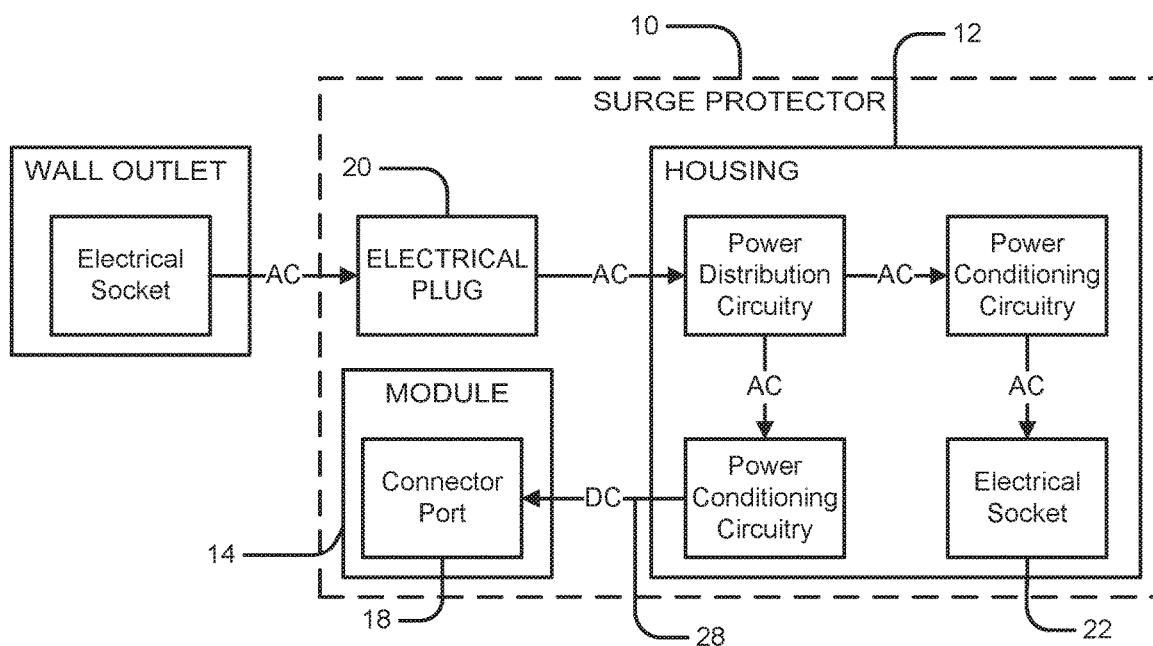 10
12
SURGE PROTECTOR
WALL OUTLET
20
HOUSING
Electrical
Socket
AC
ELECTRICAL
PLUG
AC
Power
Distribution
Circuitry
AC
Power
Conditioning
Circuitry
MODULE
AC
AC
Connector
Port
DC
Power
Conditioning
Circuitry
Electrical
Socket
14
18
28
22